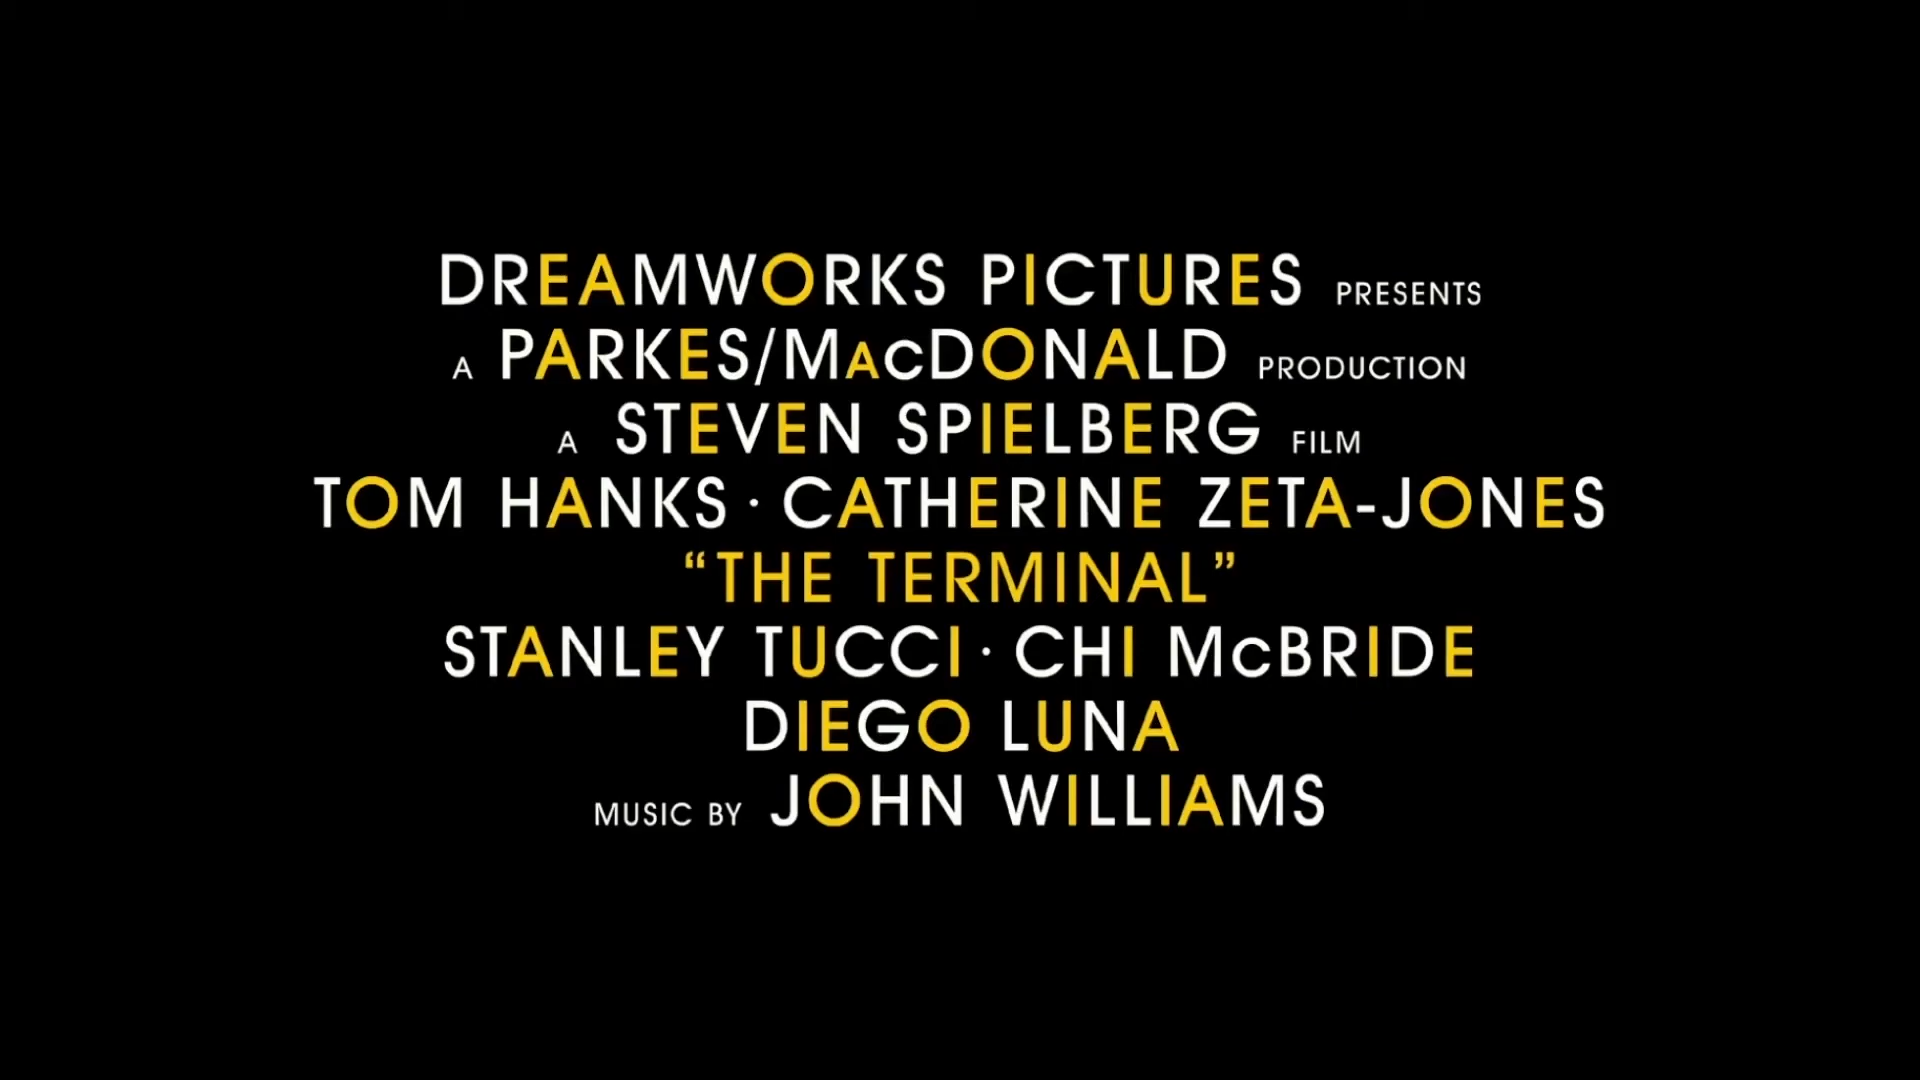 DREAMWORKS PICTURES PRESENTS
A PARKES/MACDONALD PRODUCTION
A STEVEN SPIELBERG FILM
TOM HANKS · CATHERINE ZETA-JONES
“THE TERMINAL”
STANLEY TUCCI · CHI McBRIDE
DIEGO LUNA
MUSIC BY JOHN WILLIAMS